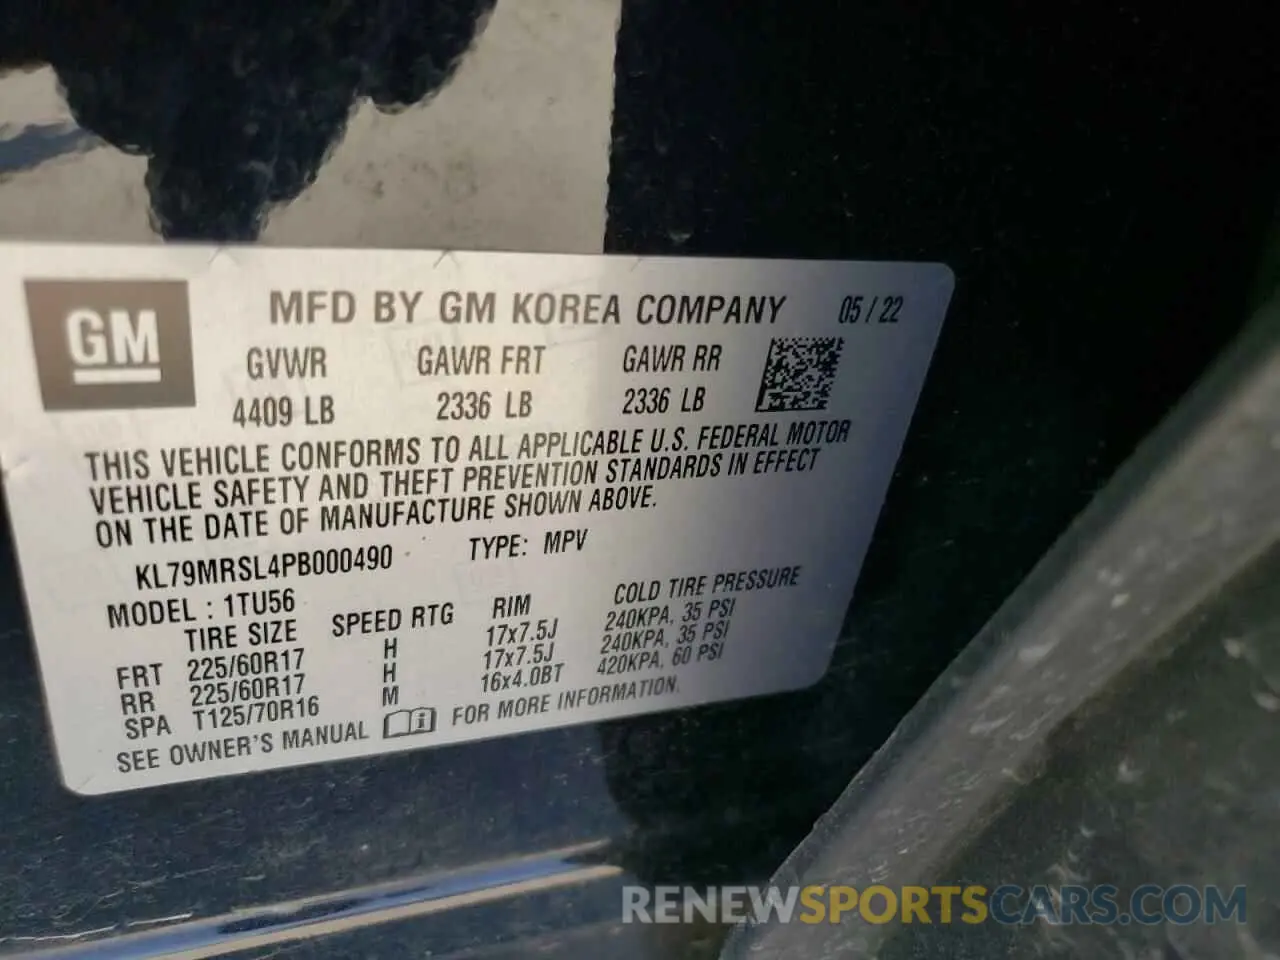 GM
MFD BY GM KOREA COMPANY 05 / 22
GVWR GAWR FRT GAWR RR
4409 LB 2336 LB 2336 LB
THIS VEHICLE CONFORMS TO ALL APPLICABLE U.S. FEDERAL MOTOR
VEHICLE SAFETY AND THEFT PREVENTION STANDARDS IN EFFECT
ON THE DATE OF MANUFACTURE SHOWN ABOVE.
KL79MRSL4PB000490 TYPE: MPV
MODEL : 1TU56
TIRE SIZE SPEED RTG RIM COLD TIRE PRESSURE
FRT 225/60R17 H 17x7.5J 240KPA, 35 PSI
RR 225/60R17 H 17x7.5J 240KPA, 35 PSI
SPA T125/70R16 M 16x4.0BT 420KPA, 60 PSI
SEE OWNER'S MANUAL FOR MORE INFORMATION.
RENEWSPORTSCARS.COM